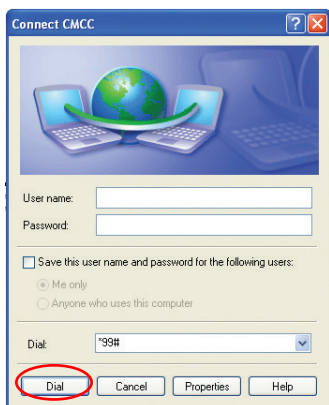 Connect CMCC
User name:
Password:
Save this user name and password for the following users:
Me only
Anyone who uses this computer
Dial:
*99#
Dial
Cancel
Properties
Help